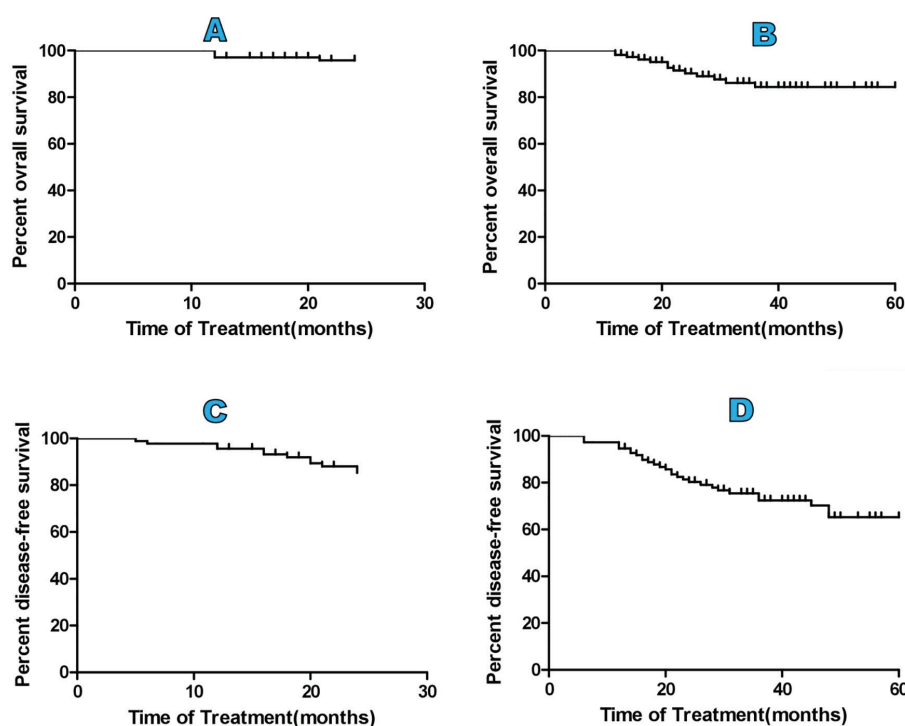 A
Percent ovrall survival
100
80
60
40
20
0
0 10 20 30
Time of Treatment(months)
B
Percent overall survival
100
80
60
40
20
0
0 20 40 60
Time of Treatment(months)
C
Percent disease-free survival
100
80
60
40
20
0
0 10 20 30
Time of Treatment(months)
D
Percent disease-free survival
100
80
60
40
20
0
0 20 40 60
Time of Treatment(months)